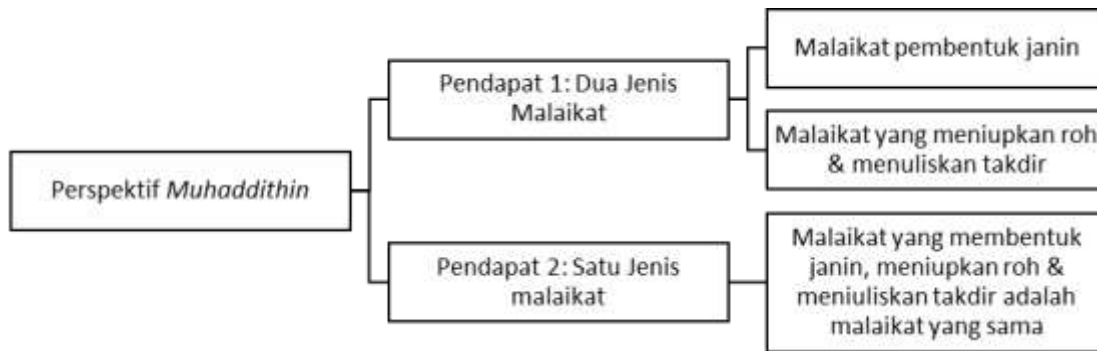 Perspektif Muhaddithin
Pendapat 1: Dua Jenis
Malaikat
Malaikat pembentuk janin
Malaikat yang meniupkan roh
& menuliskan takdir
Pendapat 2: Satu Jenis
malaikat
Malaikat yang membentuk
janin, meniupkan roh &
meniuliskan takdir adalah
malaikat yang sama